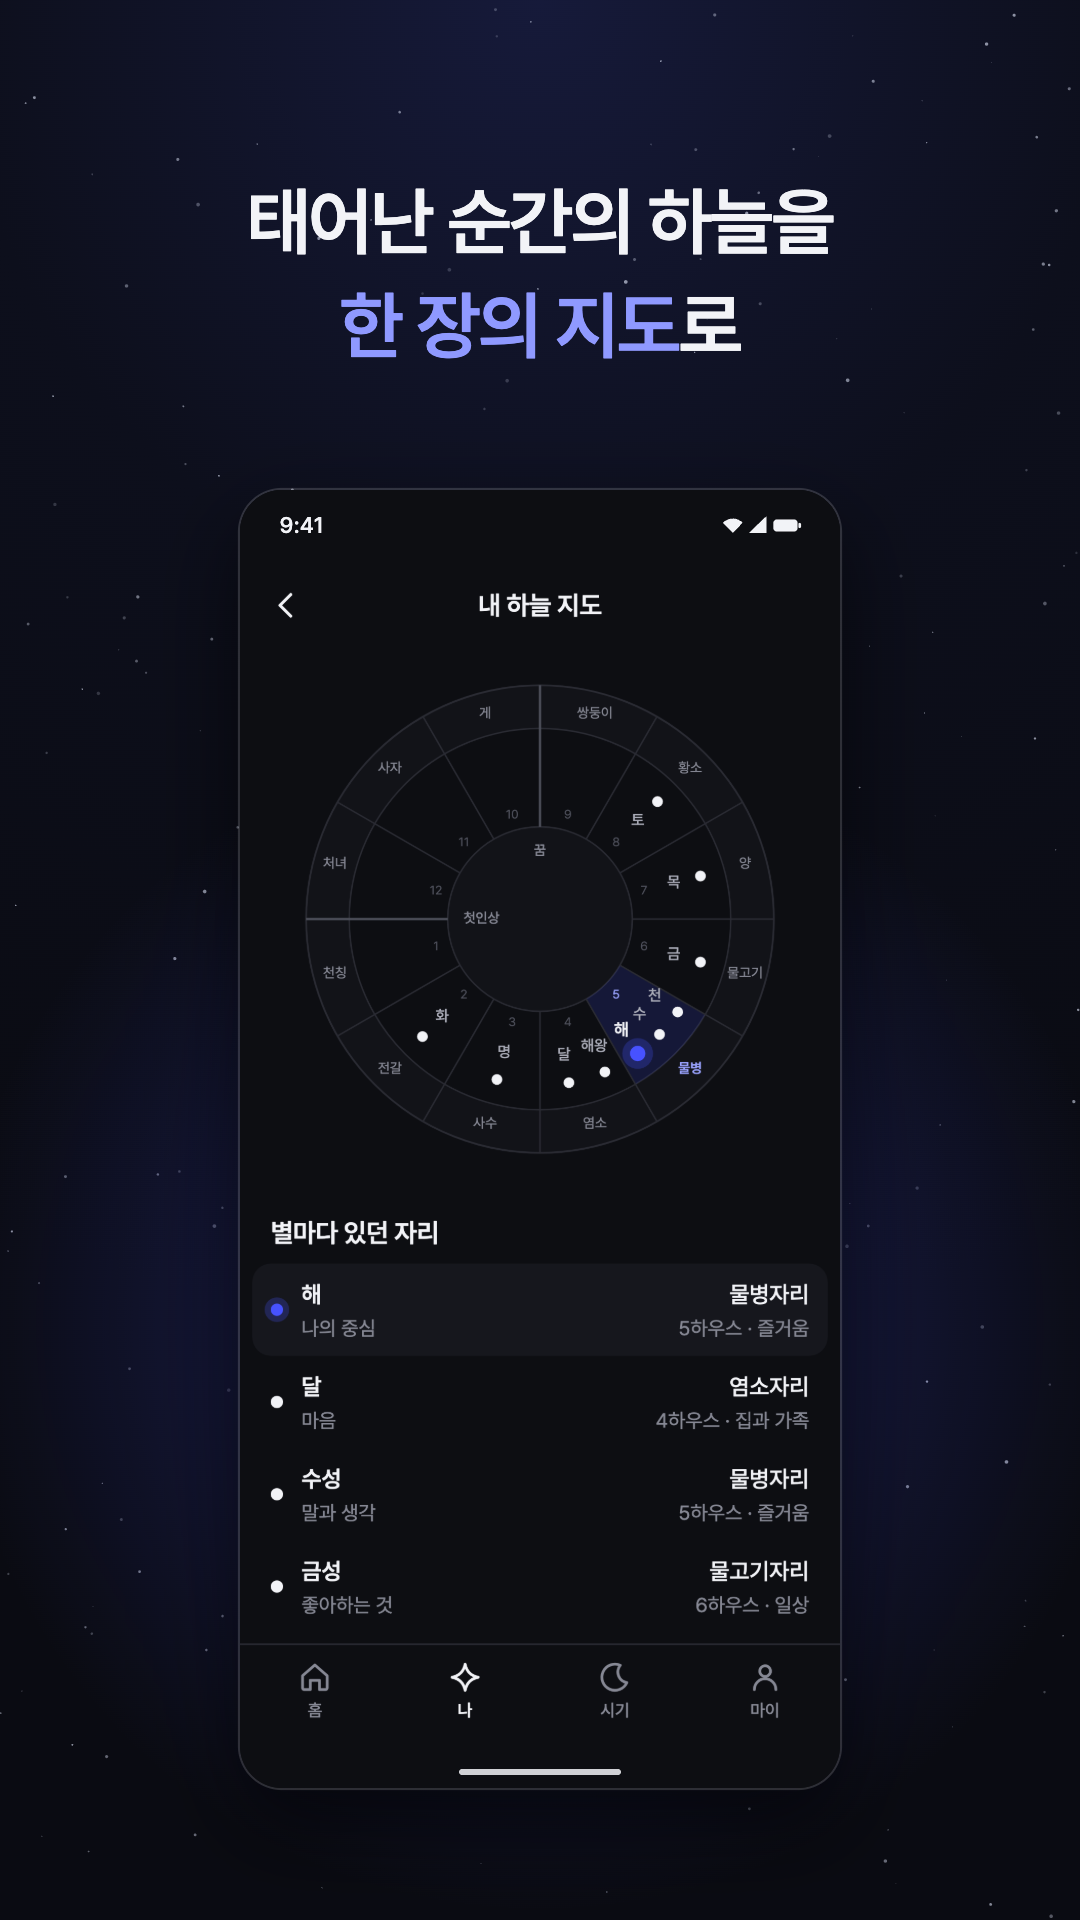 태어난 순간의 하늘을
한 장의 지도로
9:41
내 하늘 지도
게
쌍둥이
사자
황소
토
10
9
11
8
꿈
처녀
양
12
7
목
첫인상
1
6
금
천칭
물고기
2
5
천
화
3
4
수
해
명
달
해왕
전갈
물병
사수
염소
별마다 있던 자리
해
물병자리
나의 중심
5하우스 · 즐거움
달
염소자리
마음
4하우스 · 집과 가족
수성
물병자리
말과 생각
5하우스 · 즐거움
금성
물고기자리
좋아하는 것
6하우스 · 일상
홈
나
시기
마이